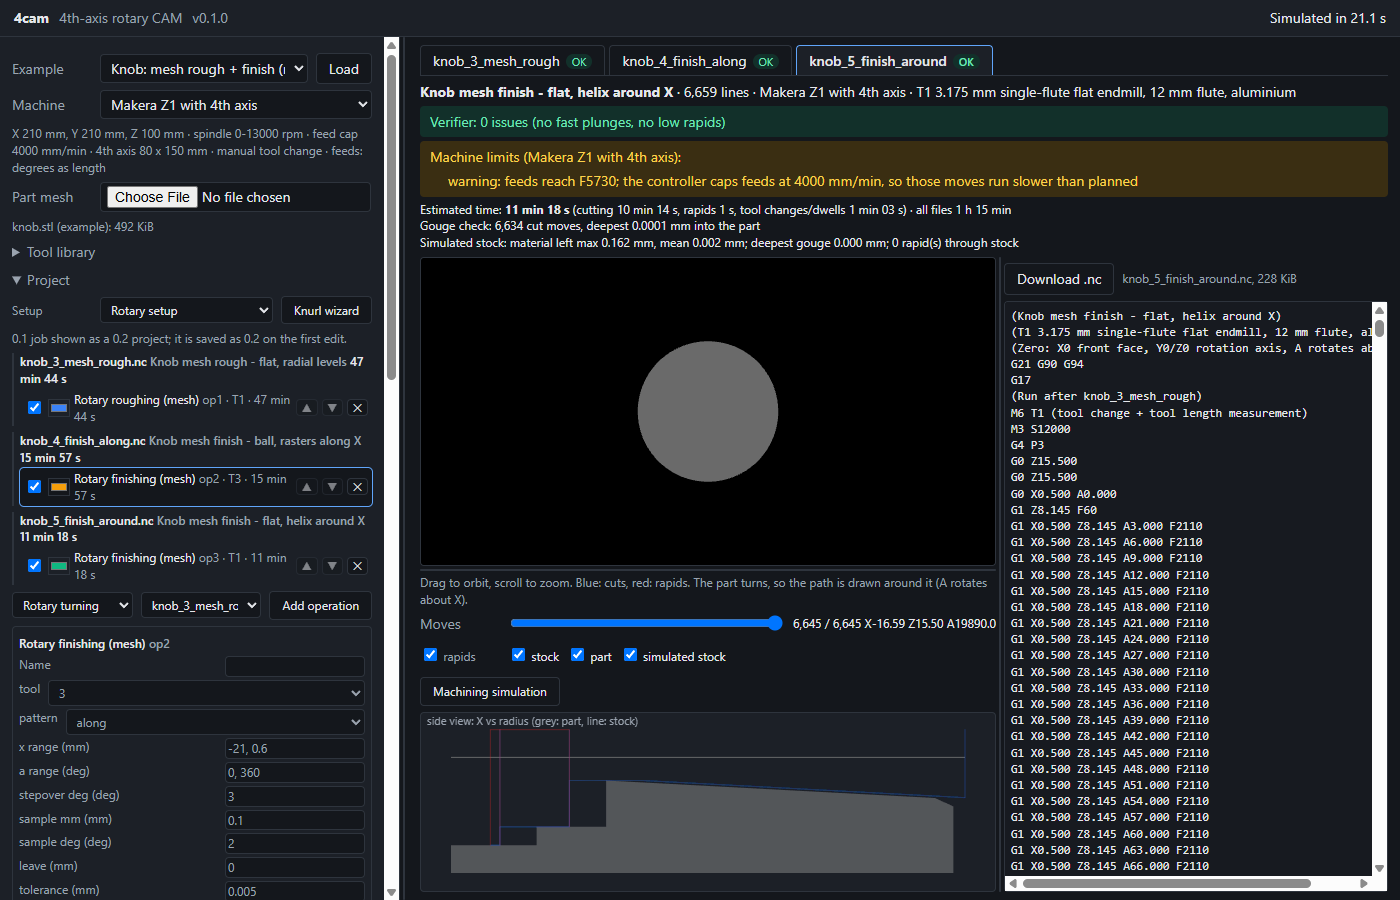 4cam 4th-axis rotary CAM v0.1.0
Simulated in 21.1 s
Example
Knob: mesh rough + finish (
Load
Machine
Makera Z1 with 4th axis
X 210 mm, Y 210 mm, Z 100 mm · spindle 0-13000 rpm · feed cap
4000 mm/min · 4th axis 80 x 150 mm · manual tool change · feeds:
degrees as length
Part mesh
Choose File No file chosen
knob.stl (example): 492 KiB
Tool library
Project
Setup
Rotary setup
Knurl wizard
0.1 job shown as a 0.2 project; it is saved as 0.2 on the first edit.
knob_3_mesh_rough.nc Knob mesh rough - flat, radial levels 47
min 44 s
Rotary roughing (mesh) op1 · T1 · 47 min
44 s
knob_4_finish_along.nc Knob mesh finish - ball, rasters along X
15 min 57 s
Rotary finishing (mesh) op2 · T3 · 15 min
57 s
knob_5_finish_around.nc Knob mesh finish - flat, helix around X
11 min 18 s
Rotary finishing (mesh) op3 · T1 · 11 min
18 s
Rotary turning
knob_3_mesh_rc
Add operation
Rotary finishing (mesh) op2
Name
tool
3
pattern
along
x range (mm)
-21, 0.6
a range (deg)
0, 360
stepover deg (deg)
3
sample mm (mm)
0.1
sample deg (deg)
2
leave (mm)
0
tolerance (mm)
0.005
knob_3_mesh_rough OK
knob_4_finish_along OK
knob_5_finish_around OK
Knob mesh finish - flat, helix around X · 6,659 lines · Makera Z1 with 4th axis · T1 3.175 mm single-flute flat endmill, 12 mm flute, aluminium
Verifier: 0 issues (no fast plunges, no low rapids)
Machine limits (Makera Z1 with 4th axis):
warning: feeds reach F5730; the controller caps feeds at 4000 mm/min, so those moves run slower than planned
Estimated time: 11 min 18 s (cutting 10 min 14 s, rapids 1 s, tool changes/dwells 1 min 03 s) · all files 1 h 15 min
Gouge check: 6,634 cut moves, deepest 0.0001 mm into the part
Simulated stock: material left max 0.162 mm, mean 0.002 mm; deepest gouge 0.000 mm; 0 rapid(s) through stock
Drag to orbit, scroll to zoom. Blue: cuts, red: rapids. The part turns, so the path is drawn around it (A rotates
about X).
Moves
6,645 / 6,645 X-16.59 Z15.50 A19890.0
rapids
stock
part
simulated stock
Machining simulation
side view: X vs radius (grey: part, line: stock)
Download .nc
knob_5_finish_around.nc, 228 KiB
(Knob mesh finish - flat, helix around X)
(T1 3.175 mm single-flute flat endmill, 12 mm flute, al
(Zero: X0 front face, Y0/Z0 rotation axis, A rotates ab
G21 G90 G94
G17
(Run after knob_3_mesh_rough)
M6 T1 (tool change + tool length measurement)
M3 S12000
G4 P3
G0 Z15.500
G0 Z15.500
G0 X0.500 A0.000
G1 Z8.145 F60
G1 X0.500 Z8.145 A3.000 F2110
G1 X0.500 Z8.145 A6.000 F2110
G1 X0.500 Z8.145 A9.000 F2110
G1 X0.500 Z8.145 A12.000 F2110
G1 X0.500 Z8.145 A15.000 F2110
G1 X0.500 Z8.145 A18.000 F2110
G1 X0.500 Z8.145 A21.000 F2110
G1 X0.500 Z8.145 A24.000 F2110
G1 X0.500 Z8.145 A27.000 F2110
G1 X0.500 Z8.145 A30.000 F2110
G1 X0.500 Z8.145 A33.000 F2110
G1 X0.500 Z8.145 A36.000 F2110
G1 X0.500 Z8.145 A39.000 F2110
G1 X0.500 Z8.145 A42.000 F2110
G1 X0.500 Z8.145 A45.000 F2110
G1 X0.500 Z8.145 A48.000 F2110
G1 X0.500 Z8.145 A51.000 F2110
G1 X0.500 Z8.145 A54.000 F2110
G1 X0.500 Z8.145 A57.000 F2110
G1 X0.500 Z8.145 A60.000 F2110
G1 X0.500 Z8.145 A63.000 F2110
G1 X0.500 Z8.145 A66.000 F2110